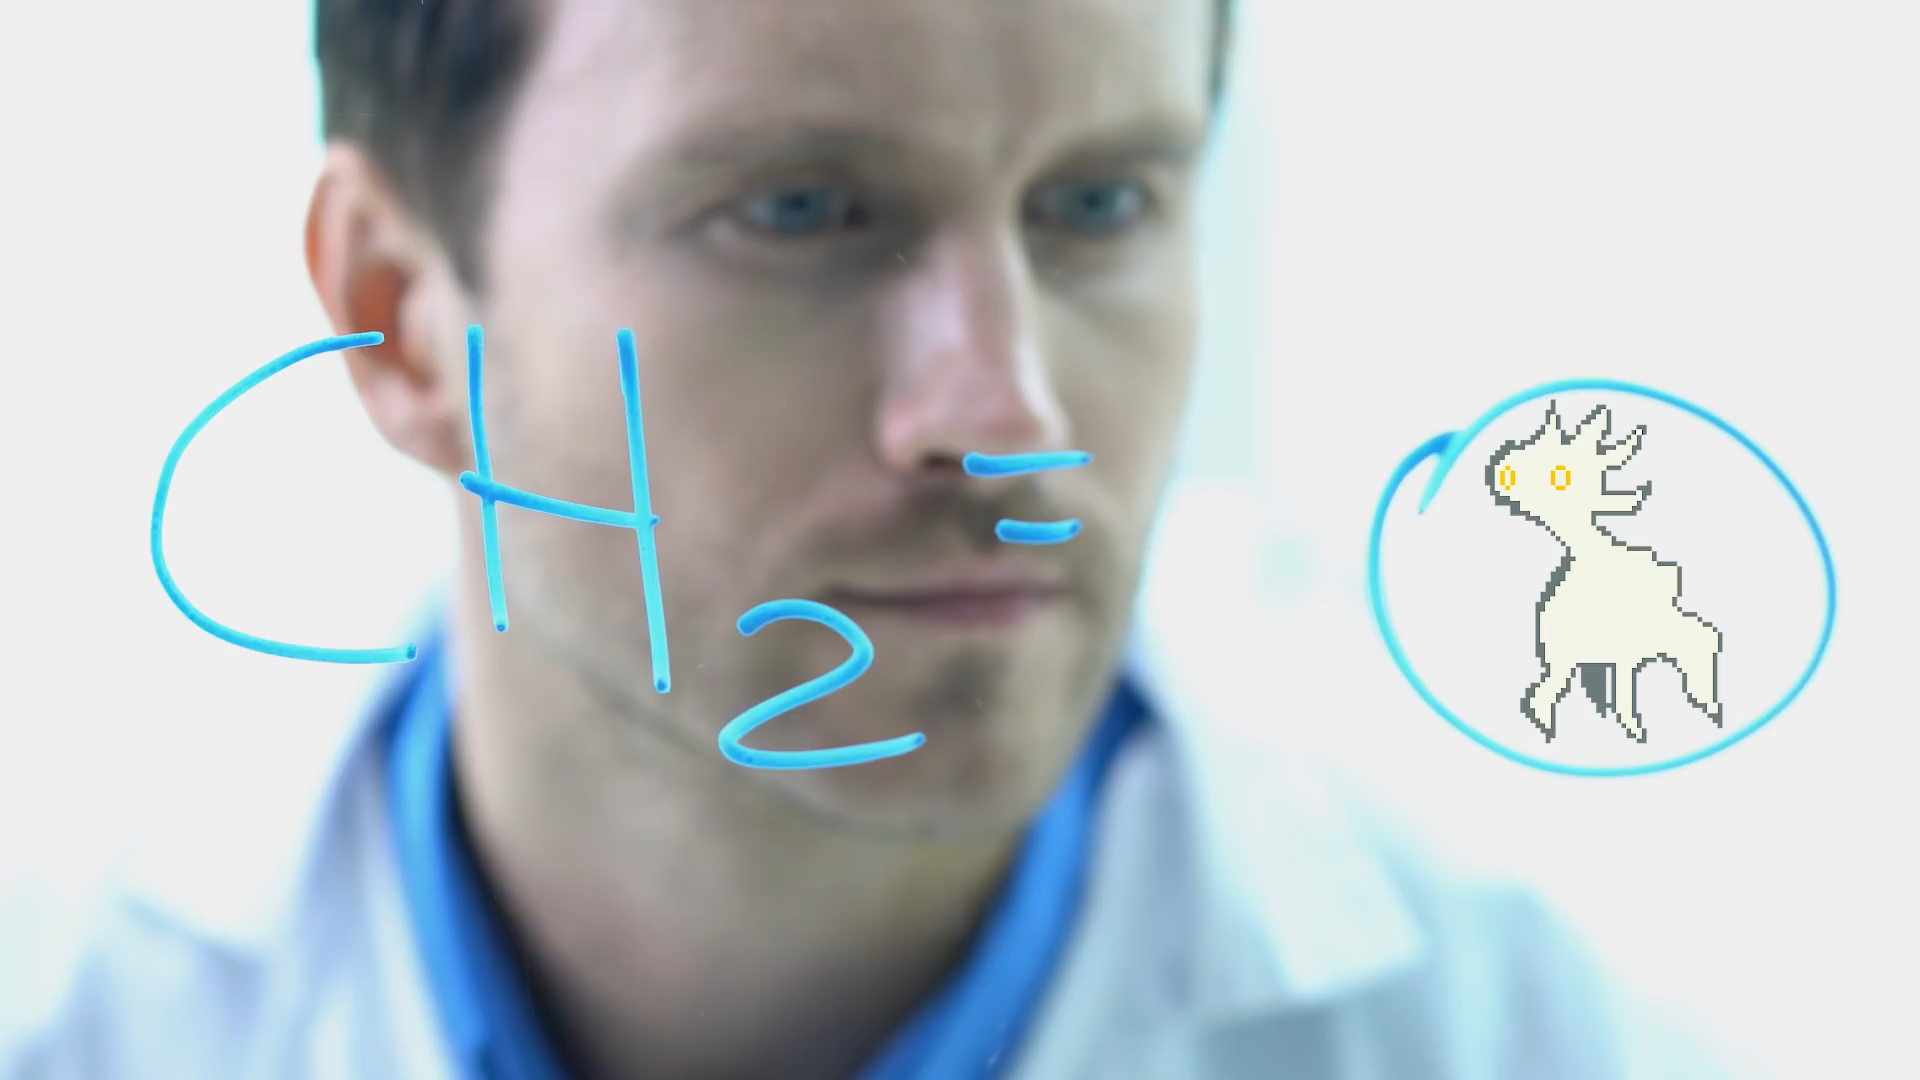 CH2 =